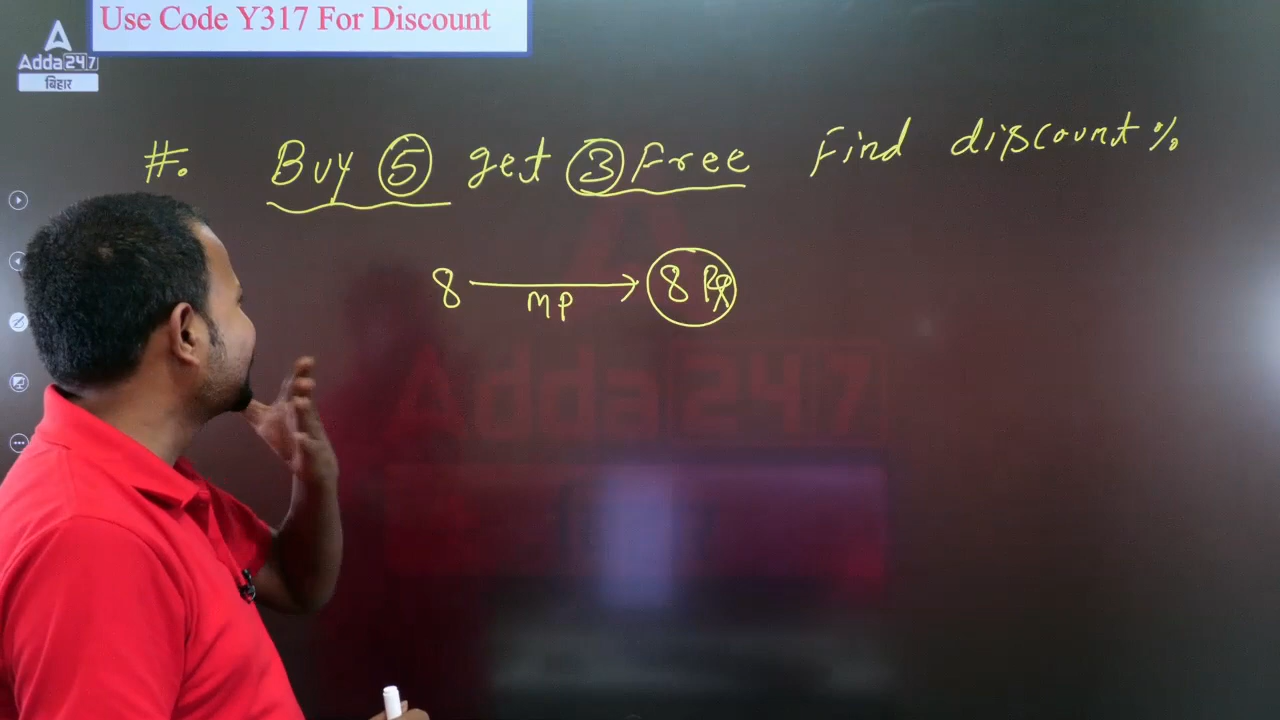 Use Code Y317 For Discount
Adda247
बिहार
#. Buy 5 get 3 Free Find discount %
8 → 8 Rs
MP
Adda247